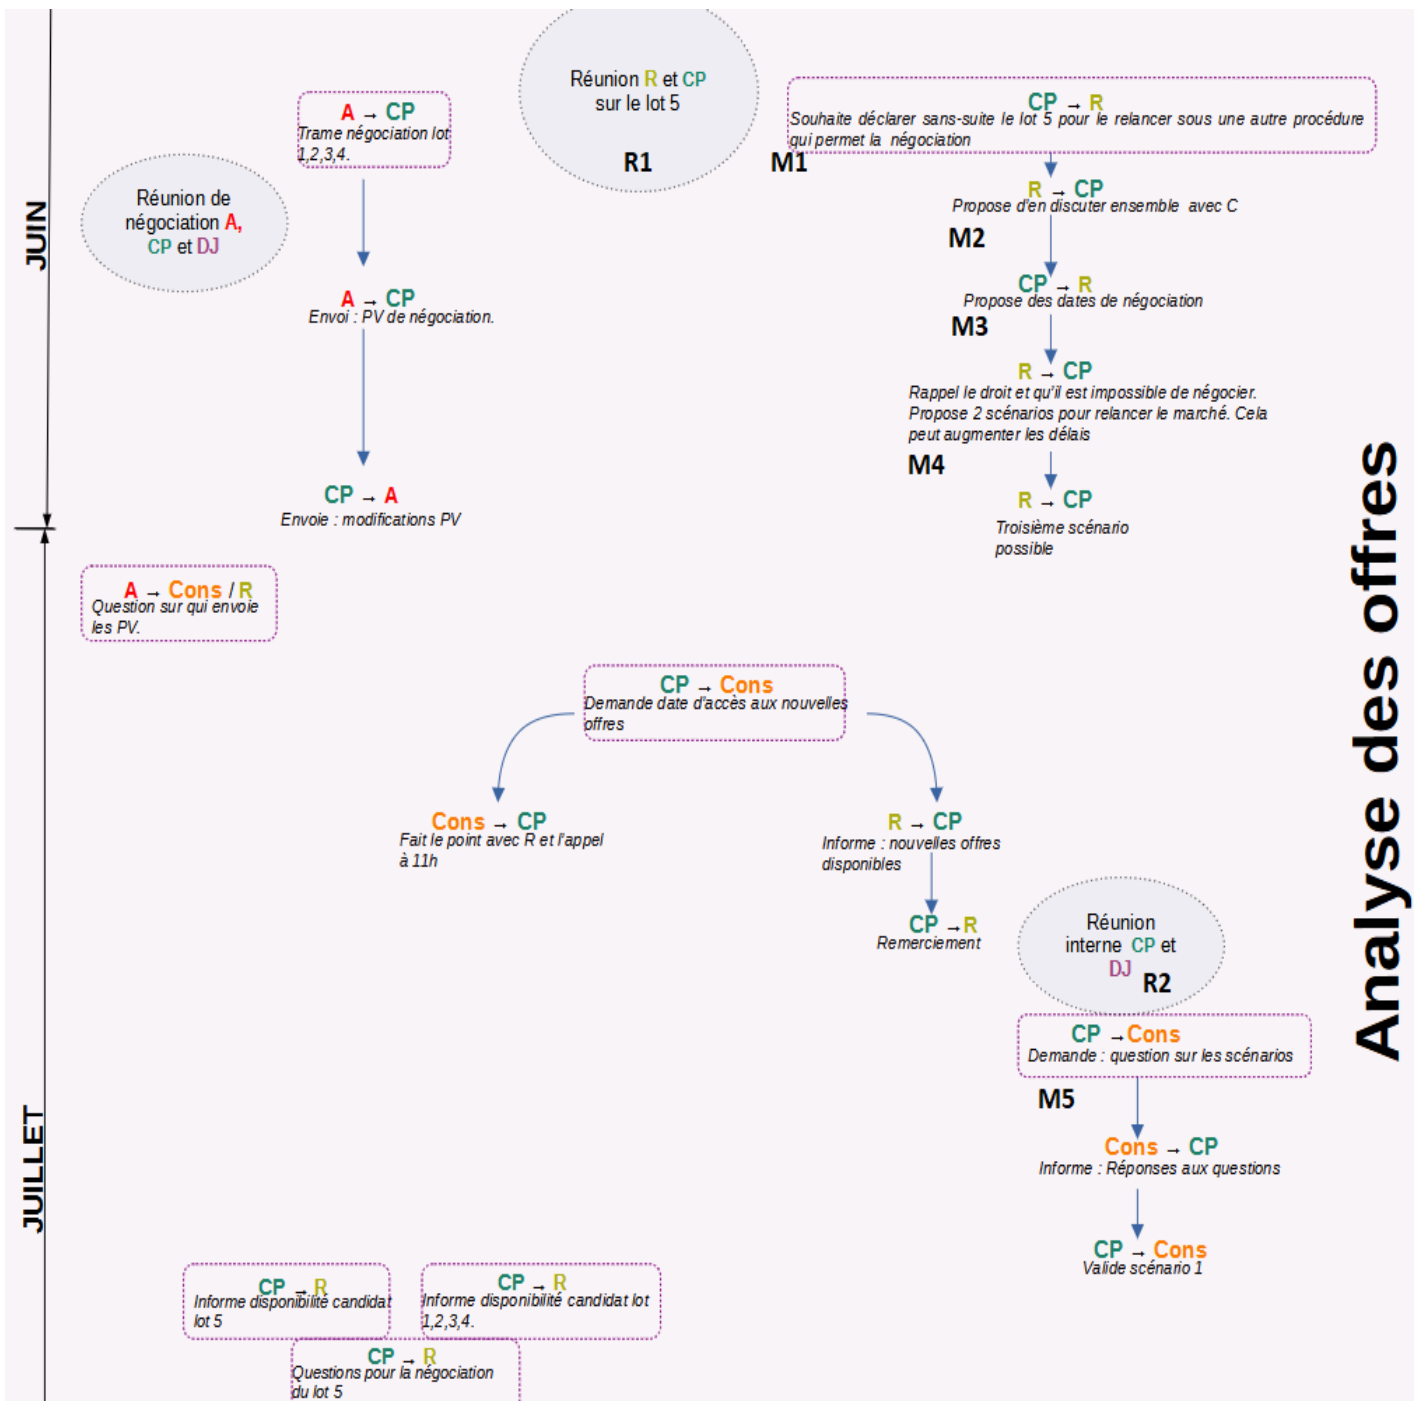 JUIN
Réunion de
négociation A,
CP et DJ
A → CP
Trame négociation lot
1,2,3,4.
A → CP
Envoi : PV de négociation.
CP → A
Envoie : modifications PV
Réunion R et CP
sur le lot 5
R1
CP → R
Souhaite déclarer sans-suite le lot 5 pour le relancer sous une autre procédure
qui permet la négociation
M1
R → CP
Propose d'en discuter ensemble avec C
M2
CP → R
Propose des dates de négociation
M3
R → CP
Rappel le droit et qu'il est impossible de négocier.
Propose 2 scénarios pour relancer le marché. Cela
peut augmenter les délais
M4
R → CP
Troisième scénario
possible
Analyse des offres
JUILLET
A → Cons / R
Question sur qui envoie
les PV.
CP → Cons
Demande date d'accès aux nouvelles
offres
Cons → CP
Fait le point avec R et l'appel
à 11h
R → CP
Informe : nouvelles offres
disponibles
CP → R
Remerciement
Réunion
interne CP et
DJ
R2
CP → Cons
Demande : question sur les scénarios
M5
Cons → CP
Informe : Réponses aux questions
CP → Cons
Valide scénario 1
CP → R
Informe disponibilité candidat
lot 5
CP → R
Informe disponibilité candidat lot
1,2,3,4.
CP → R
Questions pour la négociation
du lot 5